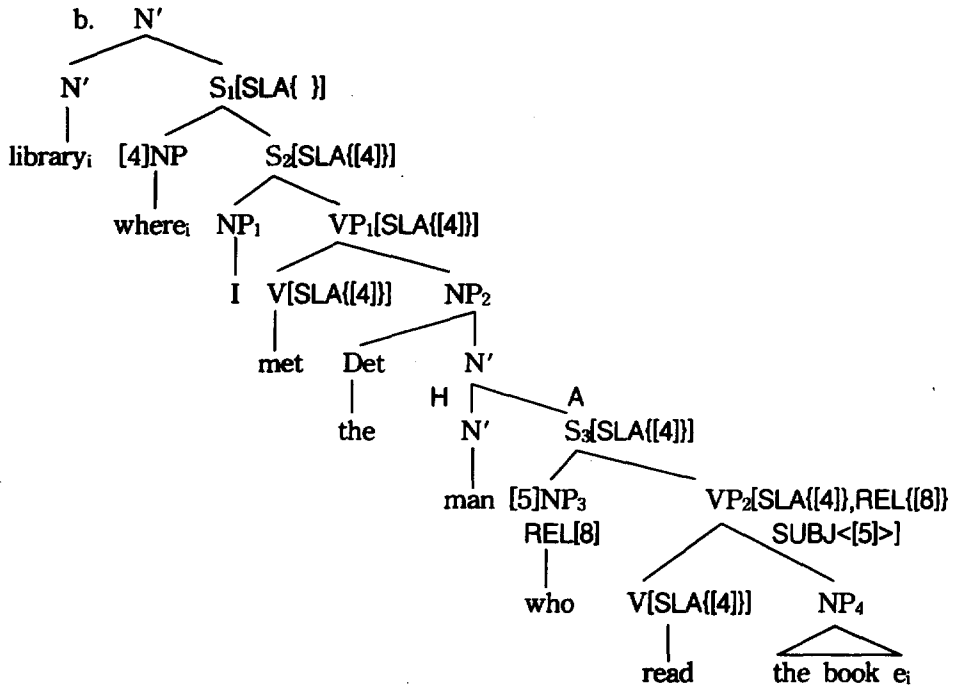 b. N′
N′ S₁[SLA{ }]
libraryᵢ [4]NP S₂[SLA{[4]}]
whereᵢ NP₁ VP₁[SLA{[4]}]
I V[SLA{[4]}] NP₂
met Det N′
H A
the N′ S₃[SLA{[4]}]
man [5]NP₃ VP₂[SLA{[4]},REL{[8]}
REL[8] SUBJ<[5]>]
who V[SLA{[4]}] NP₄
read the book eᵢ